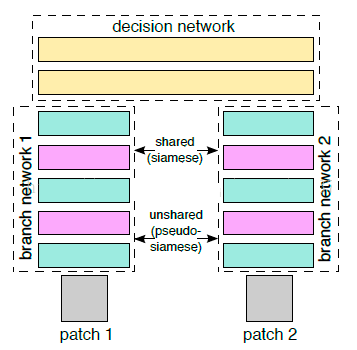 decision network
branch network 1
shared
(siamese)
unshared
(pseudo-
siamese)
branch network 2
patch 1
patch 2